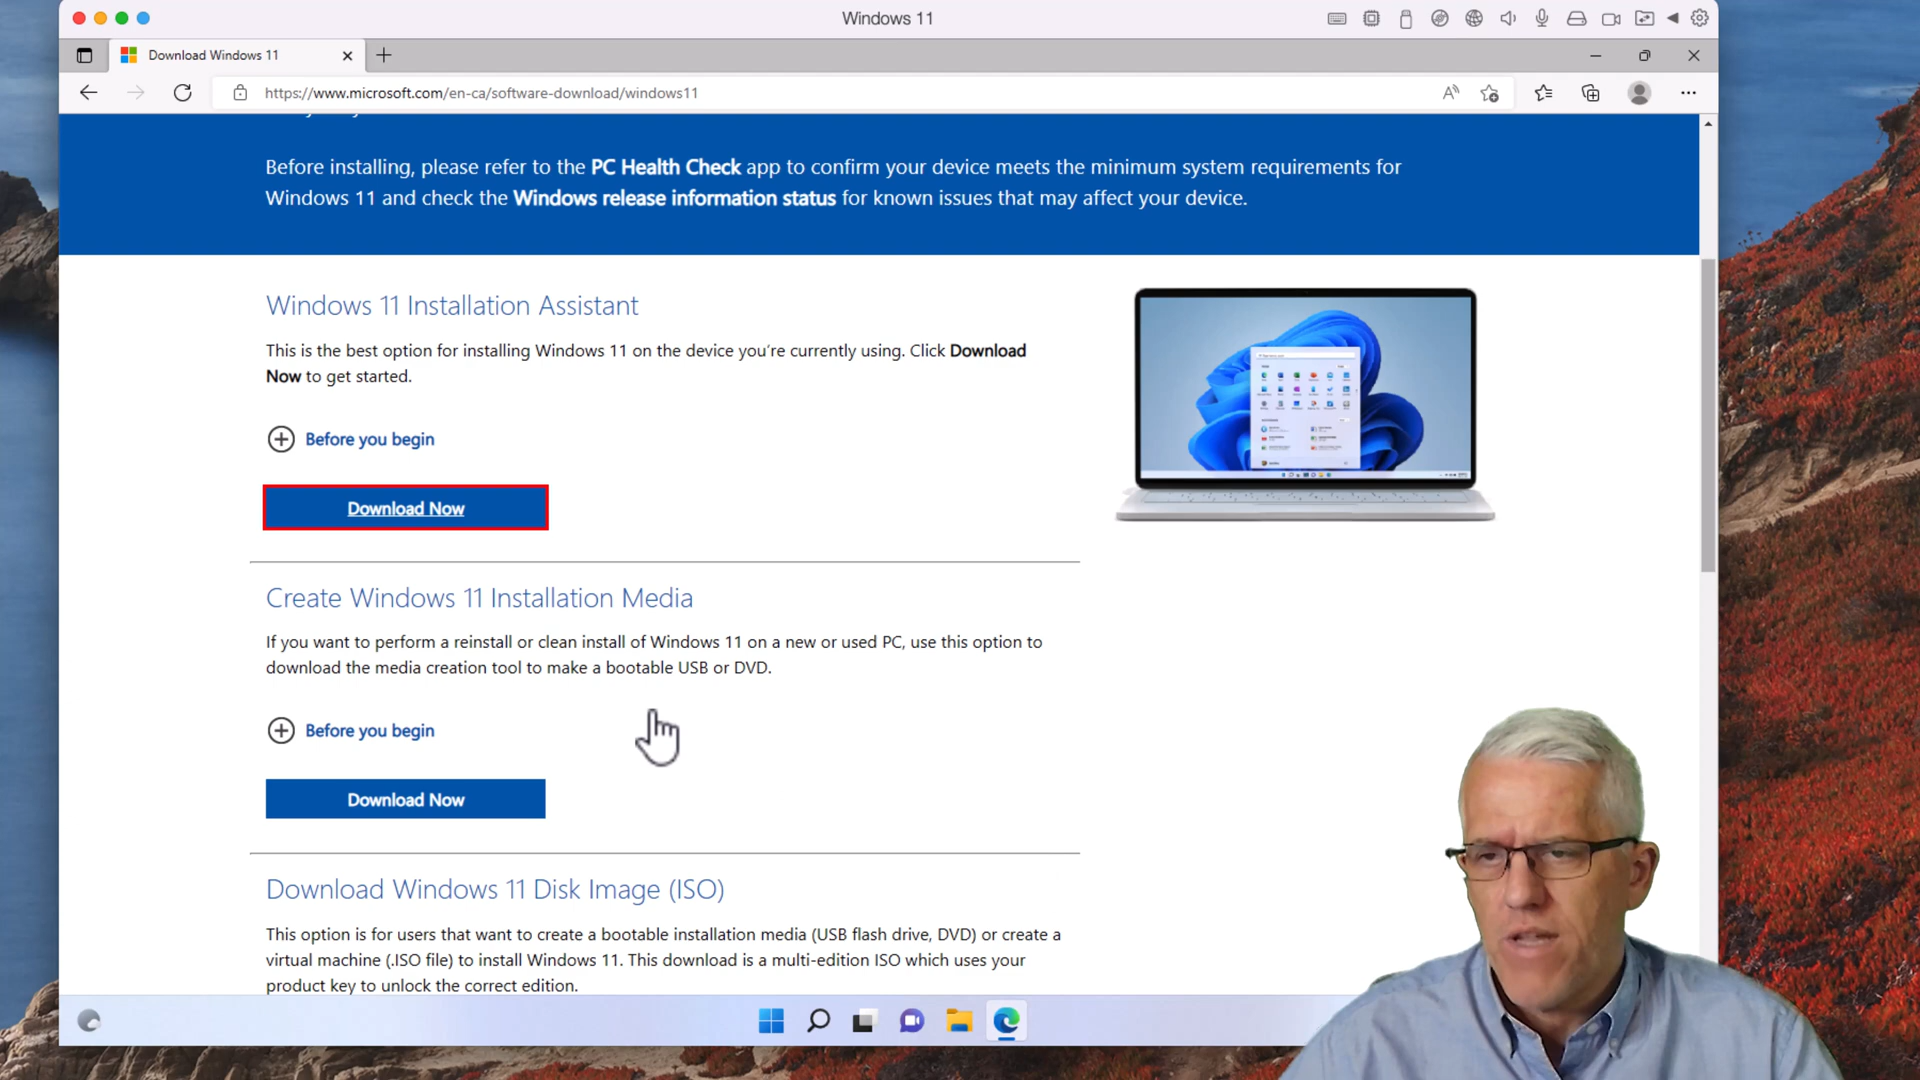 Windows 11
Download Windows 11
https://www.microsoft.com/en-ca/software-download/windows11
Before installing, please refer to the PC Health Check app to confirm your device meets the minimum system requirements for
Windows 11 and check the Windows release information status for known issues that may affect your device.
Windows 11 Installation Assistant
This is the best option for installing Windows 11 on the device you're currently using. Click Download
Now to get started.
Before you begin
Download Now
Create Windows 11 Installation Media
If you want to perform a reinstall or clean install of Windows 11 on a new or used PC, use this option to
download the media creation tool to make a bootable USB or DVD.
Before you begin
Download Now
Download Windows 11 Disk Image (ISO)
This option is for users that want to create a bootable installation media (USB flash drive, DVD) or create a
virtual machine (.ISO file) to install Windows 11. This download is a multi-edition ISO which uses your
product key to unlock the correct edition.